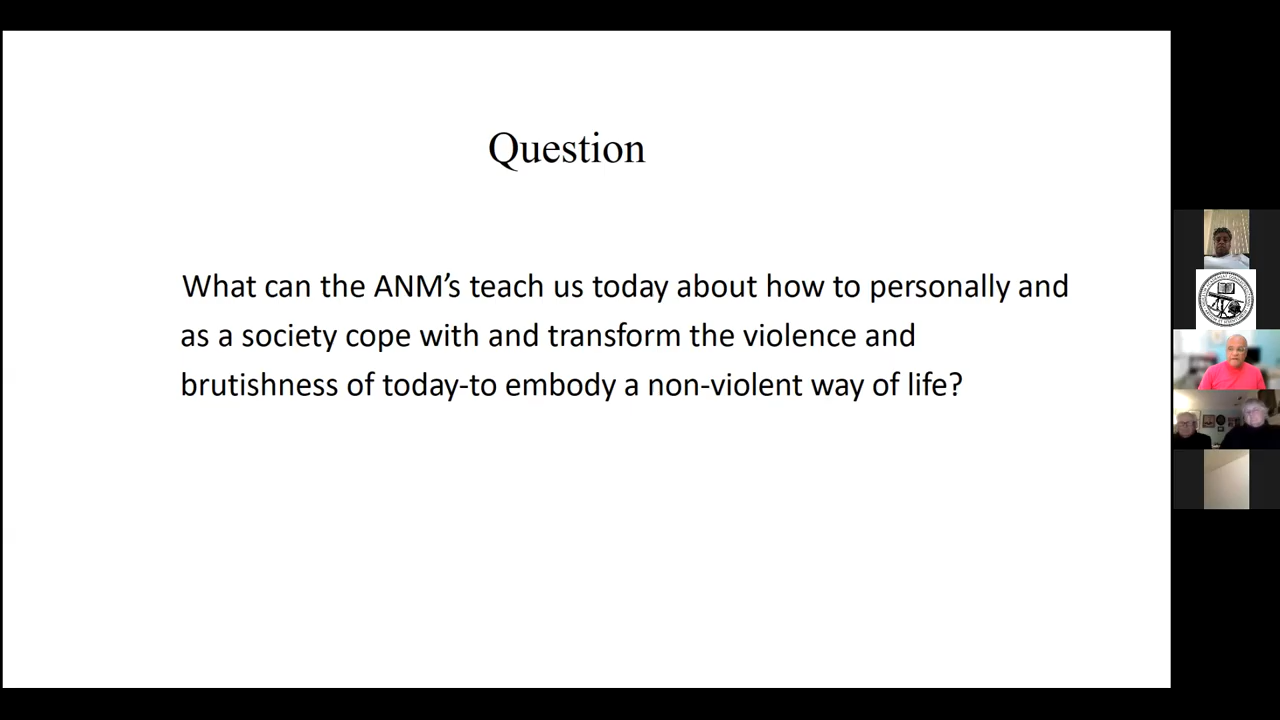 Question
What can the ANM’s teach us today about how to personally and
as a society cope with and transform the violence and
brutishness of today-to embody a non-violent way of life?